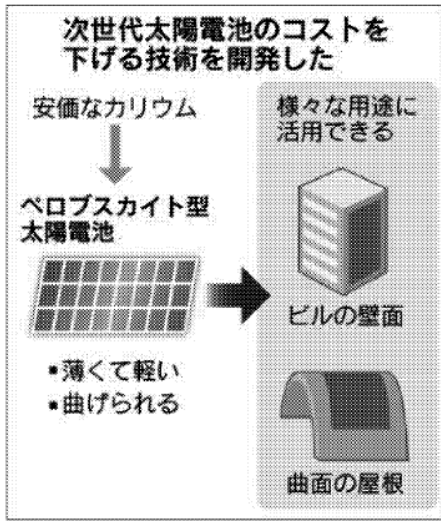 次世代太陽電池のコストを
下げる技術を開発した
安価なカリウム
ペロブスカイト型
太陽電池
▪薄くて軽い
▪曲げられる
様々な用途に
活用できる
ビルの壁面
曲面の屋根